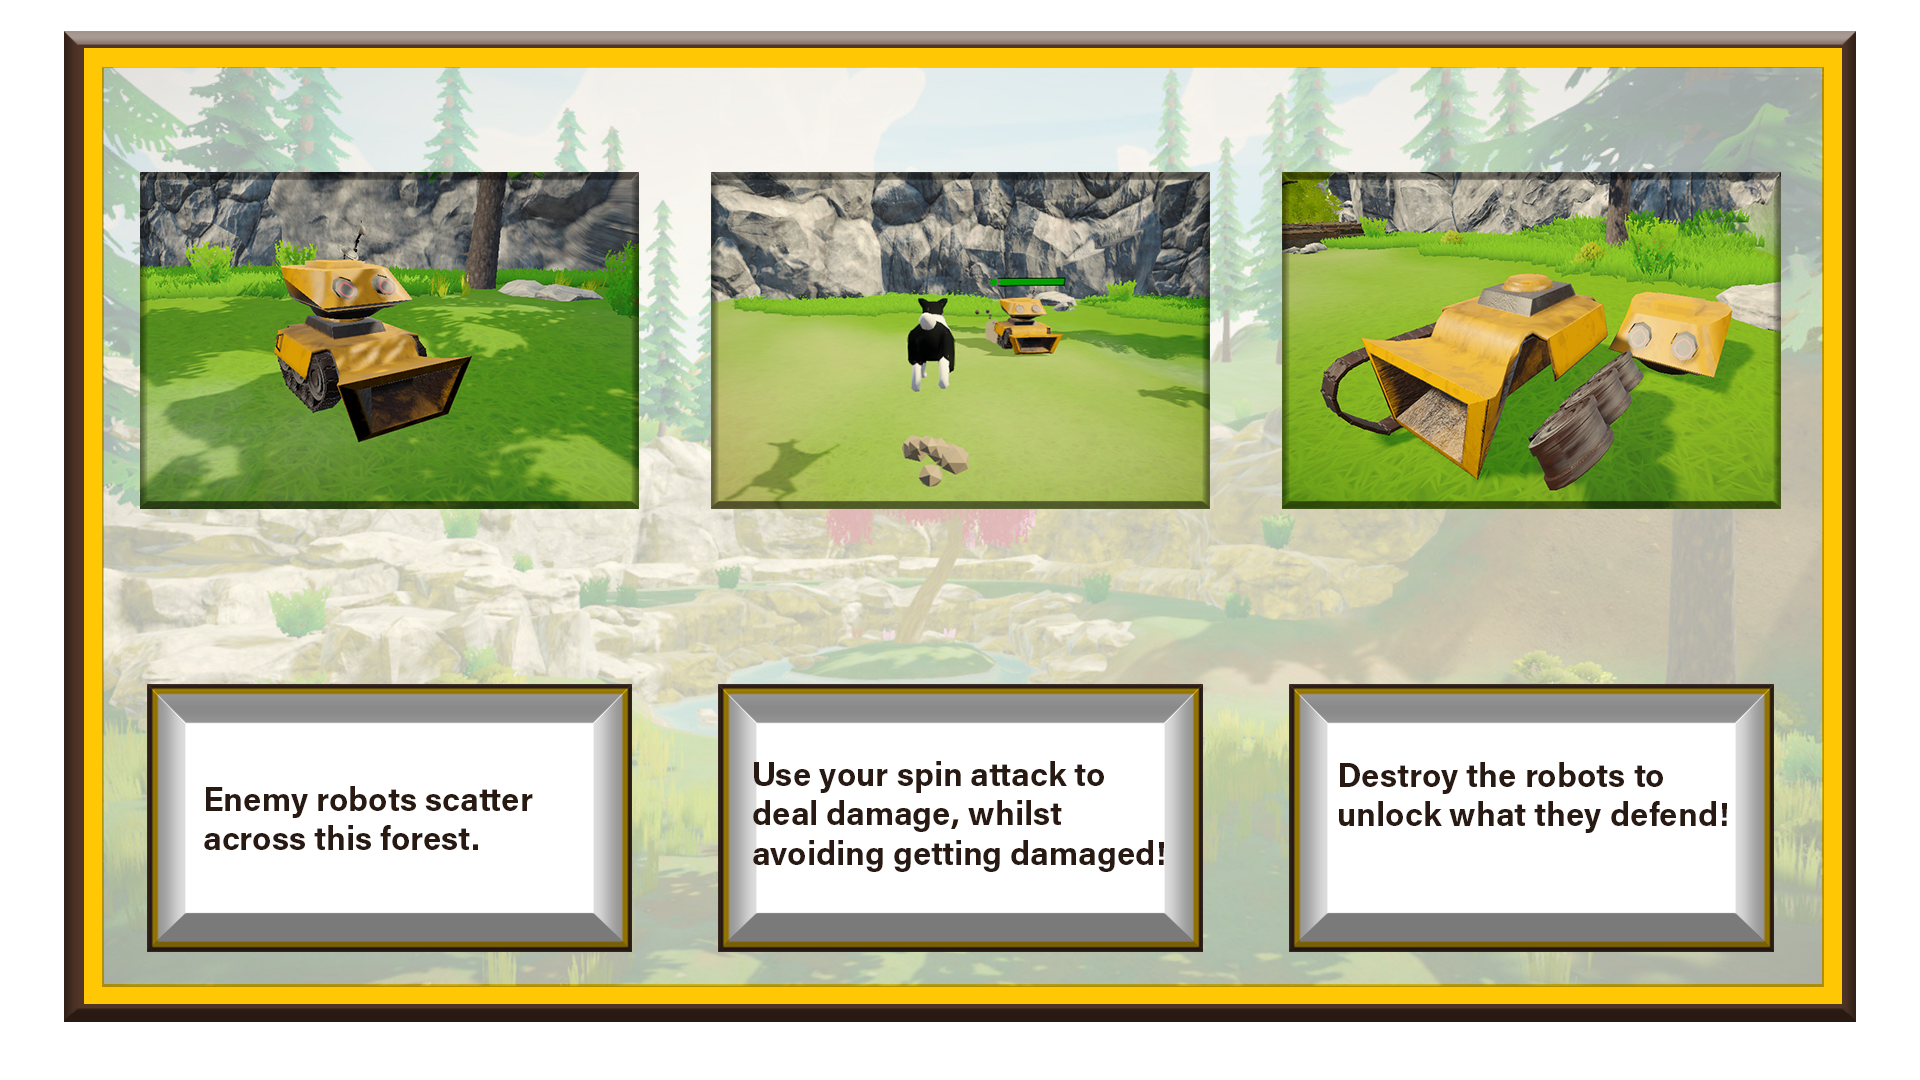 Enemy robots scatter
across this forest.
Use your spin attack to
deal damage, whilst
avoiding getting damaged!
Destroy the robots to
unlock what they defend!